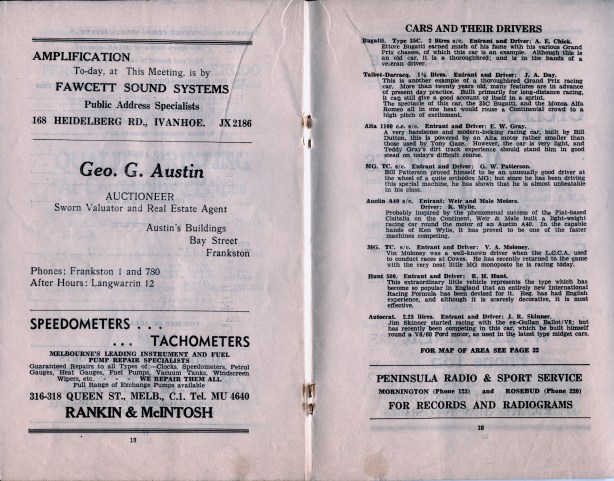 AMPLIFICATION
To-day, at This Meeting, is by
FAWCETT SOUND SYSTEMS
Public Address Specialists
168 HEIDELBERG RD., IVANHOE. JX2186
Geo. G. Austin
AUCTIONEER
Sworn Valuator and Real Estate Agent
Austin's Buildings
Bay Street
Frankston
Phones: Frankston 1 and 780
After Hours: Langwarrin 12
SPEEDOMETERS . . .
. . . TACHOMETERS
MELBOURNE'S LEADING INSTRUMENT AND FUEL
PUMP REPAIR SPECIALISTS
Guaranteed Repairs to all Types of:—Clocks, Speedometers, Petrol
Gauges, Heat Gauges, Fuel Pumps, Vacuum Tanks, Windscreen
Wipers, etc. - - - WE REPAIR THEM ALL
Full Range of Exchange Pumps available
316-318 QUEEN ST., MELB., C.1. Tel. MU 4640
RANKIN & McINTOSH
18
CARS AND THEIR DRIVERS
Bugatti. Type 35C. 2 litres s/c. Entrant and Driver: A. E. Chick.
Ettore Bugatti earned much of his fame with his various Grand
Prix chasses, of which this car is an example. Although this is
an old car, it is a thoroughbred; and is in the hands of a
veteran driver.
Talbot-Darracq. 1½ litres. Entrant and Driver: J. A. Day.
This is another example of a thoroughbred Grand Prix racing
car. More than twenty years old, many features are in advance
of present day practice. Built primarily for long-distance racing,
it can still give a good account of itself in a sprint.
The spectacle of this car, the 35C Bugatti, and the Monza Alfa
Romeo all in one heat would rouse a Continental crowd to a
high pitch of excitement.
Alta 1100 c.c. s/c. Entrant and Driver: E. W. Gray.
A very handsome and modern-looking racing car, built by Bill
Dutton, this is powered by an Alta motor rather smaller than
those used by Tony Gaze. However, the car is very light, and
Teddy Gray's dirt track experience should stand him in good
stead on today's difficult course.
MG. TC. s/c. Entrant and Driver: G. W. Patterson.
Bill Patterson proved himself to be an unusually good driver at
the wheel of a quite orthodox MG; but since he has been driving
this special machine, he has shown that he is almost unbeatable
in his class.
Austin A40 s/c. Entrant: Weir and Male Motors.
Driver: K. Wylie.
Probably inspired by the phenomenal success of the Fiat-based
Cisitalia on the Continent, Weir & Male built a light-weight
racing car round the motor of an Austin A40. In the capable
hands of Ken Wylie, it has proved to be one of the faster
machines competing.
MG. TC. s/c. Entrant and Driver: V. A. Moloney.
Vin Moloney was a well-known driver when the L.C.C.A. used
to conduct races at Cowes. He has recently returned to the game
with the very neat little MG monoposto he is racing today.
Hunt 500. Entrant and Driver: R. H. Hunt.
This extraordinary little vehicle represents the type which has
become so popular in England that an entirely new International
Racing Formula has been devised for it. Reg. has had English
experience, and although it is scarcely decorative, it is most
effective.
Autocrat. 2.25 litres. Entrant and Driver: J. R. Skinner.
Jim Skinner started racing with the ex-Gullan Ballot/V8; but
has recently been competing in this car, which he built himself
round a V8/60 Ford motor, as used in the latest type midget cars.
FOR MAP OF AREA SEE PAGE 22
PENINSULA RADIO & SPORT SERVICE
MORNINGTON (Phone 122) and ROSEBUD (Phone 220)
FOR RECORDS AND RADIOGRAMS
19